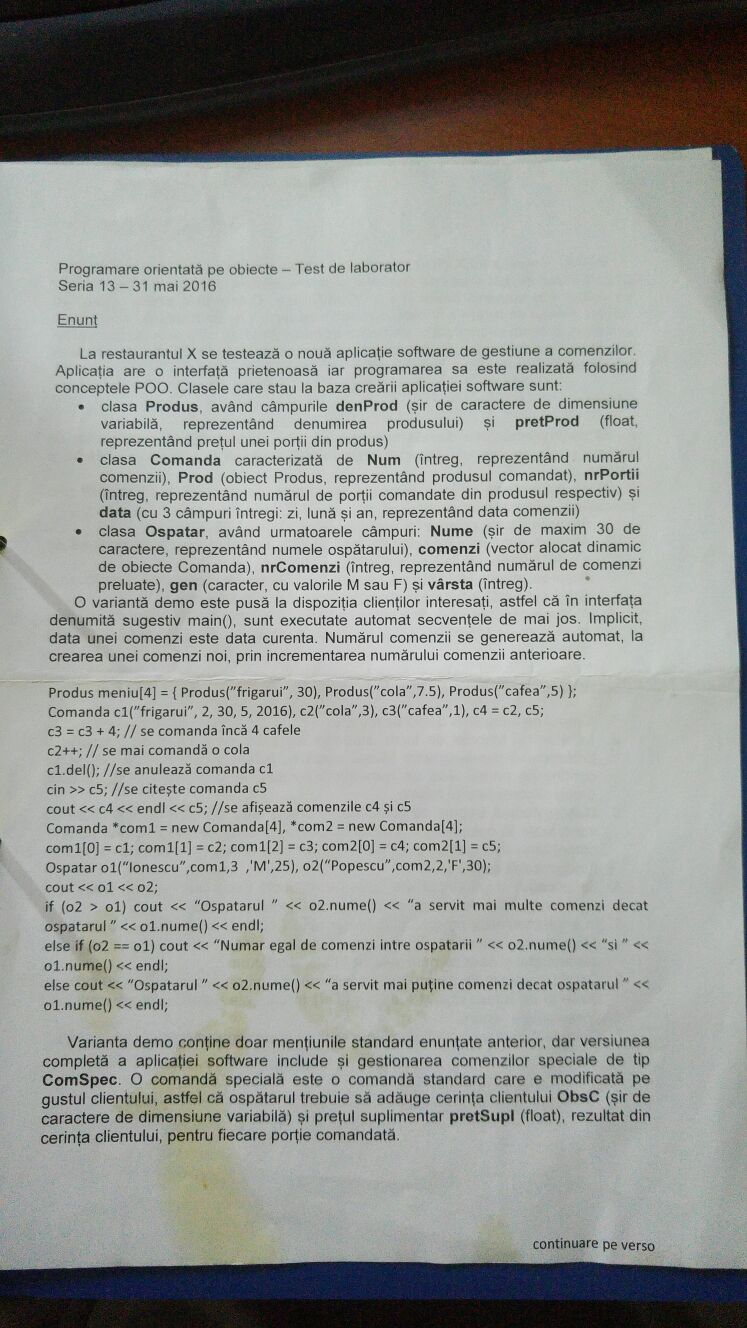 Programare orientată pe obiecte – Test de laborator
Seria 13 – 31 mai 2016
Enunț
La restaurantul X se testează o nouă aplicație software de gestiune a comenzilor.
Aplicația are o interfață prietenoasă iar programarea sa este realizată folosind
conceptele POO. Clasele care stau la baza creării aplicației software sunt:
• clasa Produs, având câmpurile denProd (șir de caractere de dimensiune
variabilă, reprezentând denumirea produsului) și pretProd (float,
reprezentând prețul unei porții din produs)
• clasa Comanda caracterizată de Num (întreg, reprezentând numărul
comenzii), Prod (obiect Produs, reprezentând produsul comandat), nrPortii
(întreg, reprezentând numărul de porții comandate din produsul respectiv) și
data (cu 3 câmpuri întregi: zi, lună și an, reprezentând data comenzii)
• clasa Ospatar, având urmatoarele câmpuri: Nume (șir de maxim 30 de
caractere, reprezentând numele ospătarului), comenzi (vector alocat dinamic
de obiecte Comanda), nrComenzi (întreg, reprezentând numărul de comenzi
preluate), gen (caracter, cu valorile M sau F) și vârsta (întreg).
O variantă demo este pusă la dispoziția clienților interesați, astfel că în interfața
denumită sugestiv main(), sunt executate automat secvențele de mai jos. Implicit,
data unei comenzi este data curenta. Numărul comenzii se generează automat, la
crearea unei comenzi noi, prin incrementarea numărului comenzii anterioare.
Produs meniu[4] = { Produs(”frigarui”, 30), Produs(”cola”,7.5), Produs(”cafea”,5) };
Comanda c1(”frigarui”, 2, 30, 5, 2016), c2(”cola”,3), c3(”cafea”,1), c4 = c2, c5;
c3 = c3 + 4; // se comanda încă 4 cafele
c2++; // se mai comandă o cola
c1.del(); //se anulează comanda c1
cin >> c5; //se citește comanda c5
cout << c4 << endl << c5; //se afișează comenzile c4 și c5
Comanda *com1 = new Comanda[4], *com2 = new Comanda[4];
com1[0] = c1; com1[1] = c2; com1[2] = c3; com2[0] = c4; com2[1] = c5;
Ospatar o1(“Ionescu”,com1,3 ,'M',25), o2(“Popescu”,com2,2,'F',30);
cout << o1 << o2;
if (o2 > o1) cout << “Ospatarul ” << o2.nume() << “a servit mai multe comenzi decat
ospatarul ” << o1.nume() << endl;
else if (o2 == o1) cout << “Numar egal de comenzi intre ospatarii ” << o2.nume() << “si ” <<
o1.nume() << endl;
else cout << “Ospatarul ” << o2.nume() << “a servit mai puține comenzi decat ospatarul ” <<
o1.nume() << endl;
Varianta demo conține doar mențiunile standard enunțate anterior, dar versiunea
completă a aplicației software include și gestionarea comenzilor speciale de tip
ComSpec. O comandă specială este o comandă standard care e modificată pe
gustul clientului, astfel că ospătarul trebuie să adăuge cerința clientului ObsC (șir de
caractere de dimensiune variabilă) și prețul suplimentar pretSupl (float), rezultat din
cerința clientului, pentru fiecare porție comandată.
continuare pe verso